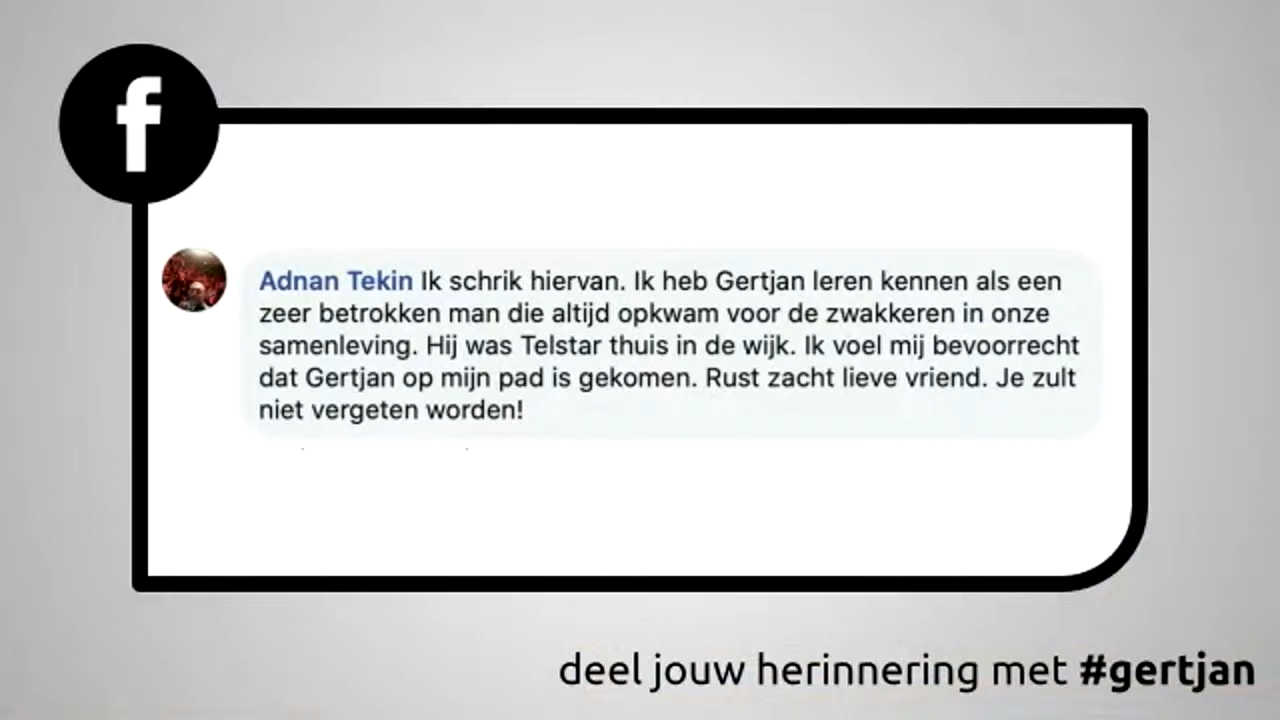 f
Adnan Tekin Ik schrik hiervan. Ik heb Gertjan leren kennen als een
zeer betrokken man die altijd opkwam voor de zwakkeren in onze
samenleving. Hij was Telstar thuis in de wijk. Ik voel mij bevoorrecht
dat Gertjan op mijn pad is gekomen. Rust zacht lieve vriend. Je zult
niet vergeten worden!
deel jouw herinnering met #gertjan